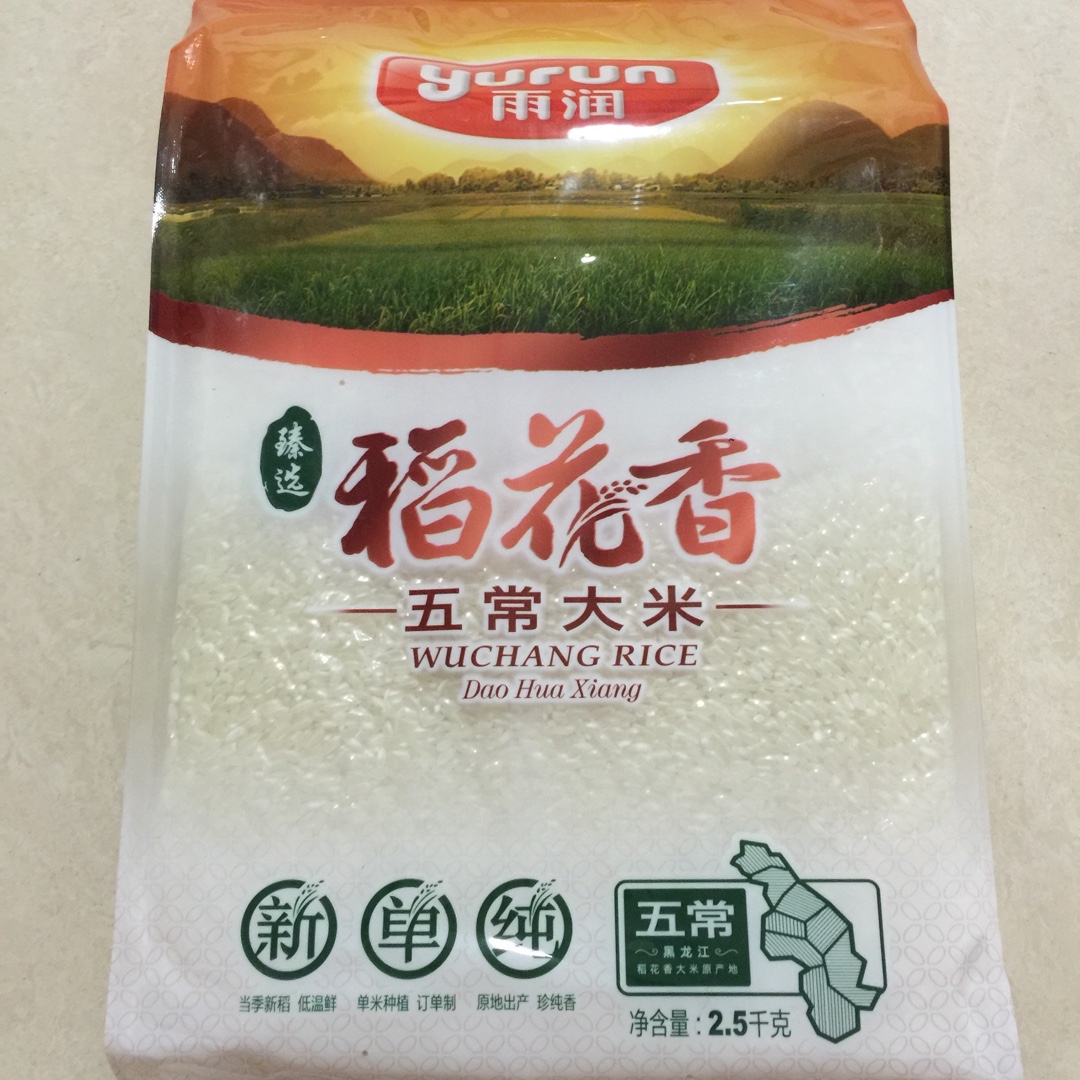 yurun
雨润
臻选
稻花香
五常大米
WUCHANG RICE
Dao Hua Xiang
新
单
纯
当季新稻 低温鲜
单米种植 订单制
原地出产 珍纯香
五常
黑龙江
稻花香大米原产地
净含量：2.5千克